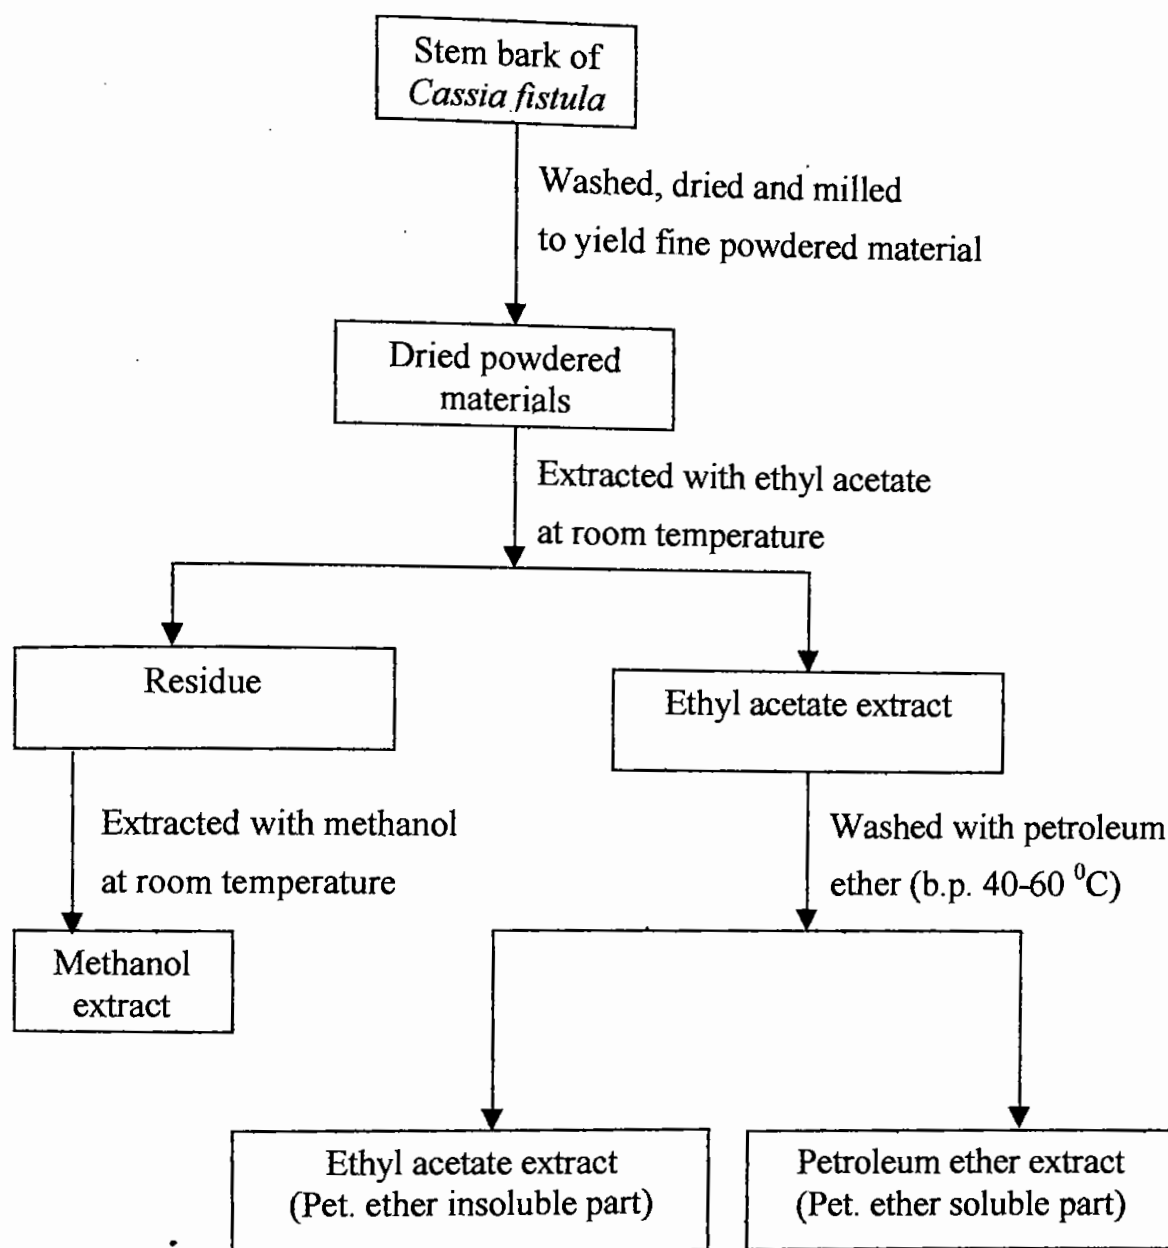 Stem bark of
Cassia fistula
Washed, dried and milled
to yield fine powdered material
Dried powdered
materials
Extracted with ethyl acetate
at room temperature
Residue
Ethyl acetate extract
Extracted with methanol
at room temperature
Washed with petroleum
ether (b.p. 40-60 ⁰C)
Methanol
extract
Ethyl acetate extract
(Pet. ether insoluble part)
Petroleum ether extract
(Pet. ether soluble part)